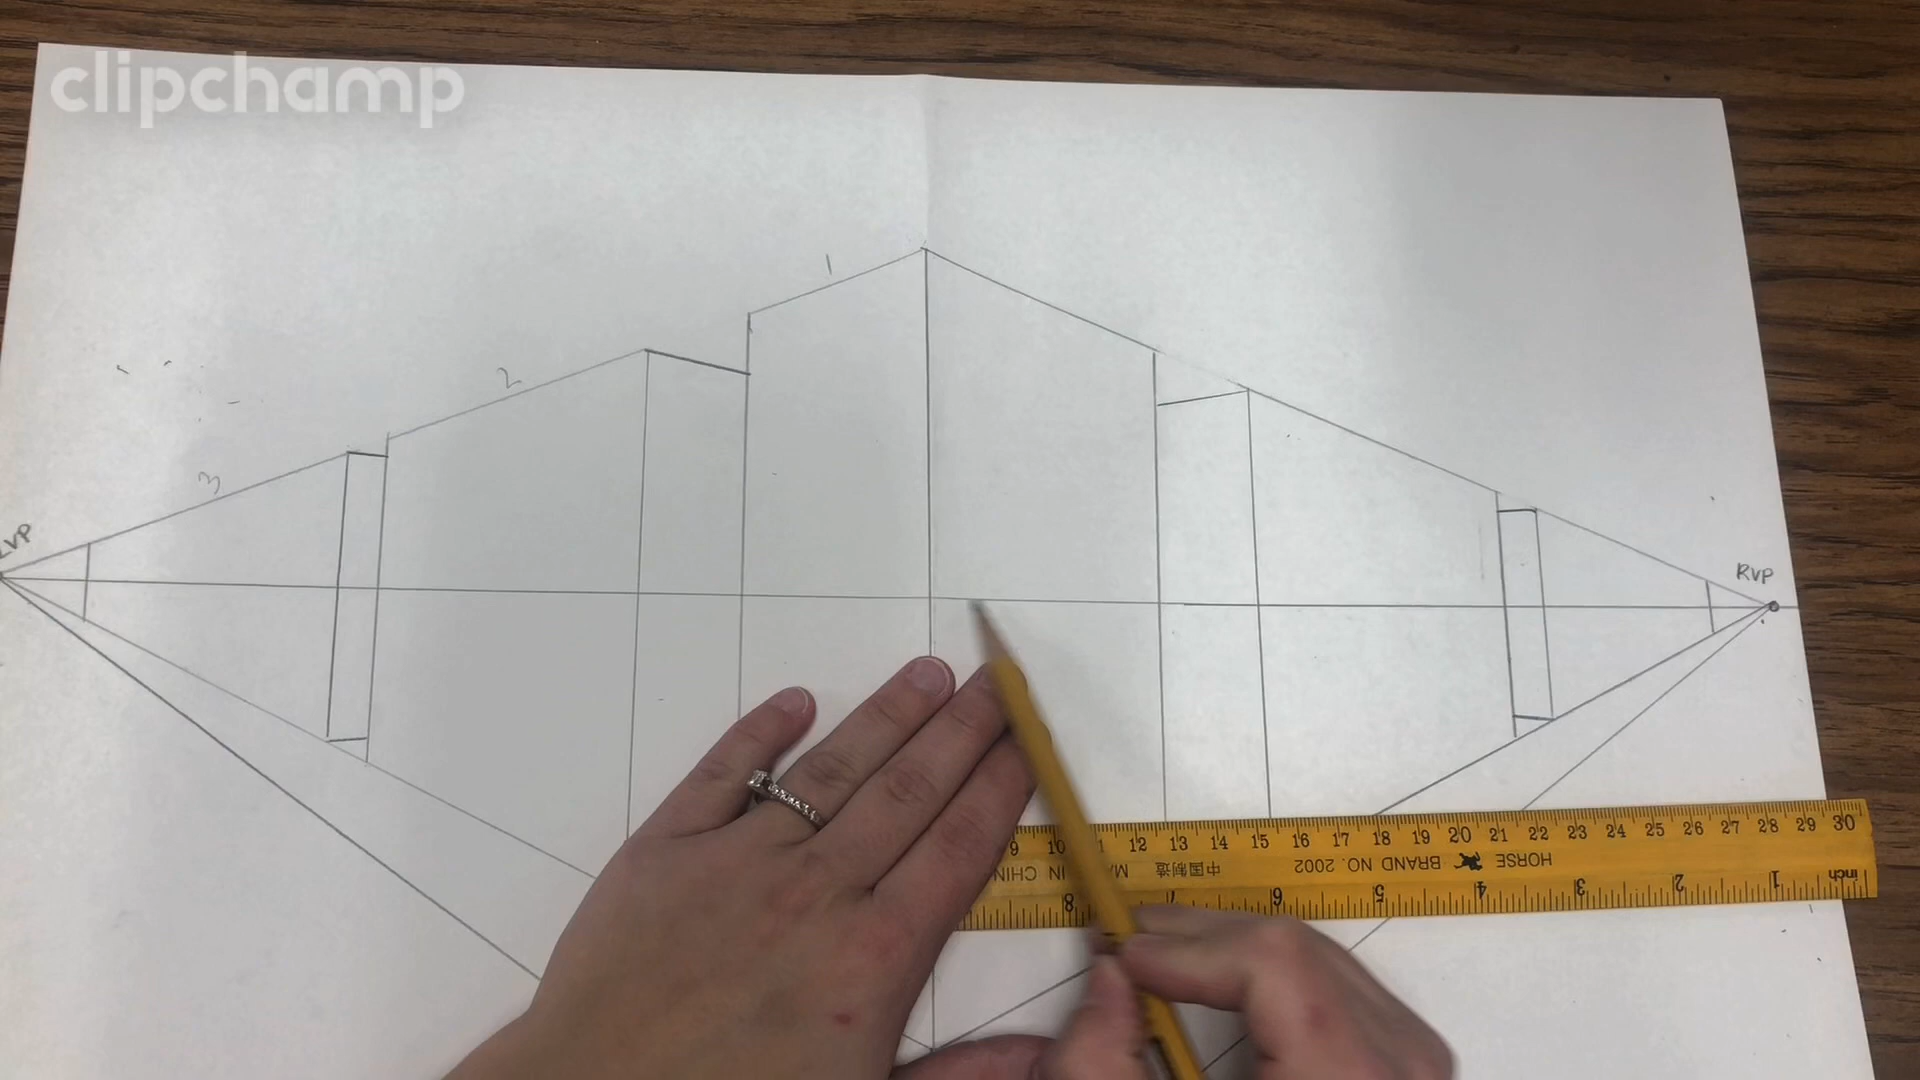 clipchamp
1
2
3
LVP
RVP
9 10 11 12 13 14 15 16 17 18 19 20 21 22 23 24 25 26 27 28 29 30
IN CHIN 中国制造 HORSE BRAND NO. 2002
8 7 6 5 4 3 2 1 inch